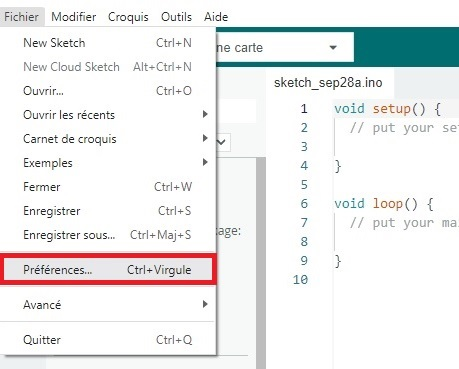 Fichier Modifier Croquis Outils Aide
New Sketch Ctrl+N
New Cloud Sketch Alt+Ctrl+N
Ouvrir... Ctrl+O
Ouvrir les récents
Carnet de croquis
Exemples
Fermer Ctrl+W
Enregistrer Ctrl+S
Enregistrer sous... Ctrl+Maj+S
Préférences... Ctrl+Virgule
Avancé
Quitter Ctrl+Q
ne carte
age:
sketch_sep28a.ino
1 void setup() {
2 // put your se
3
4 }
5
6 void loop() {
7 // put your mai
8
9 }
10